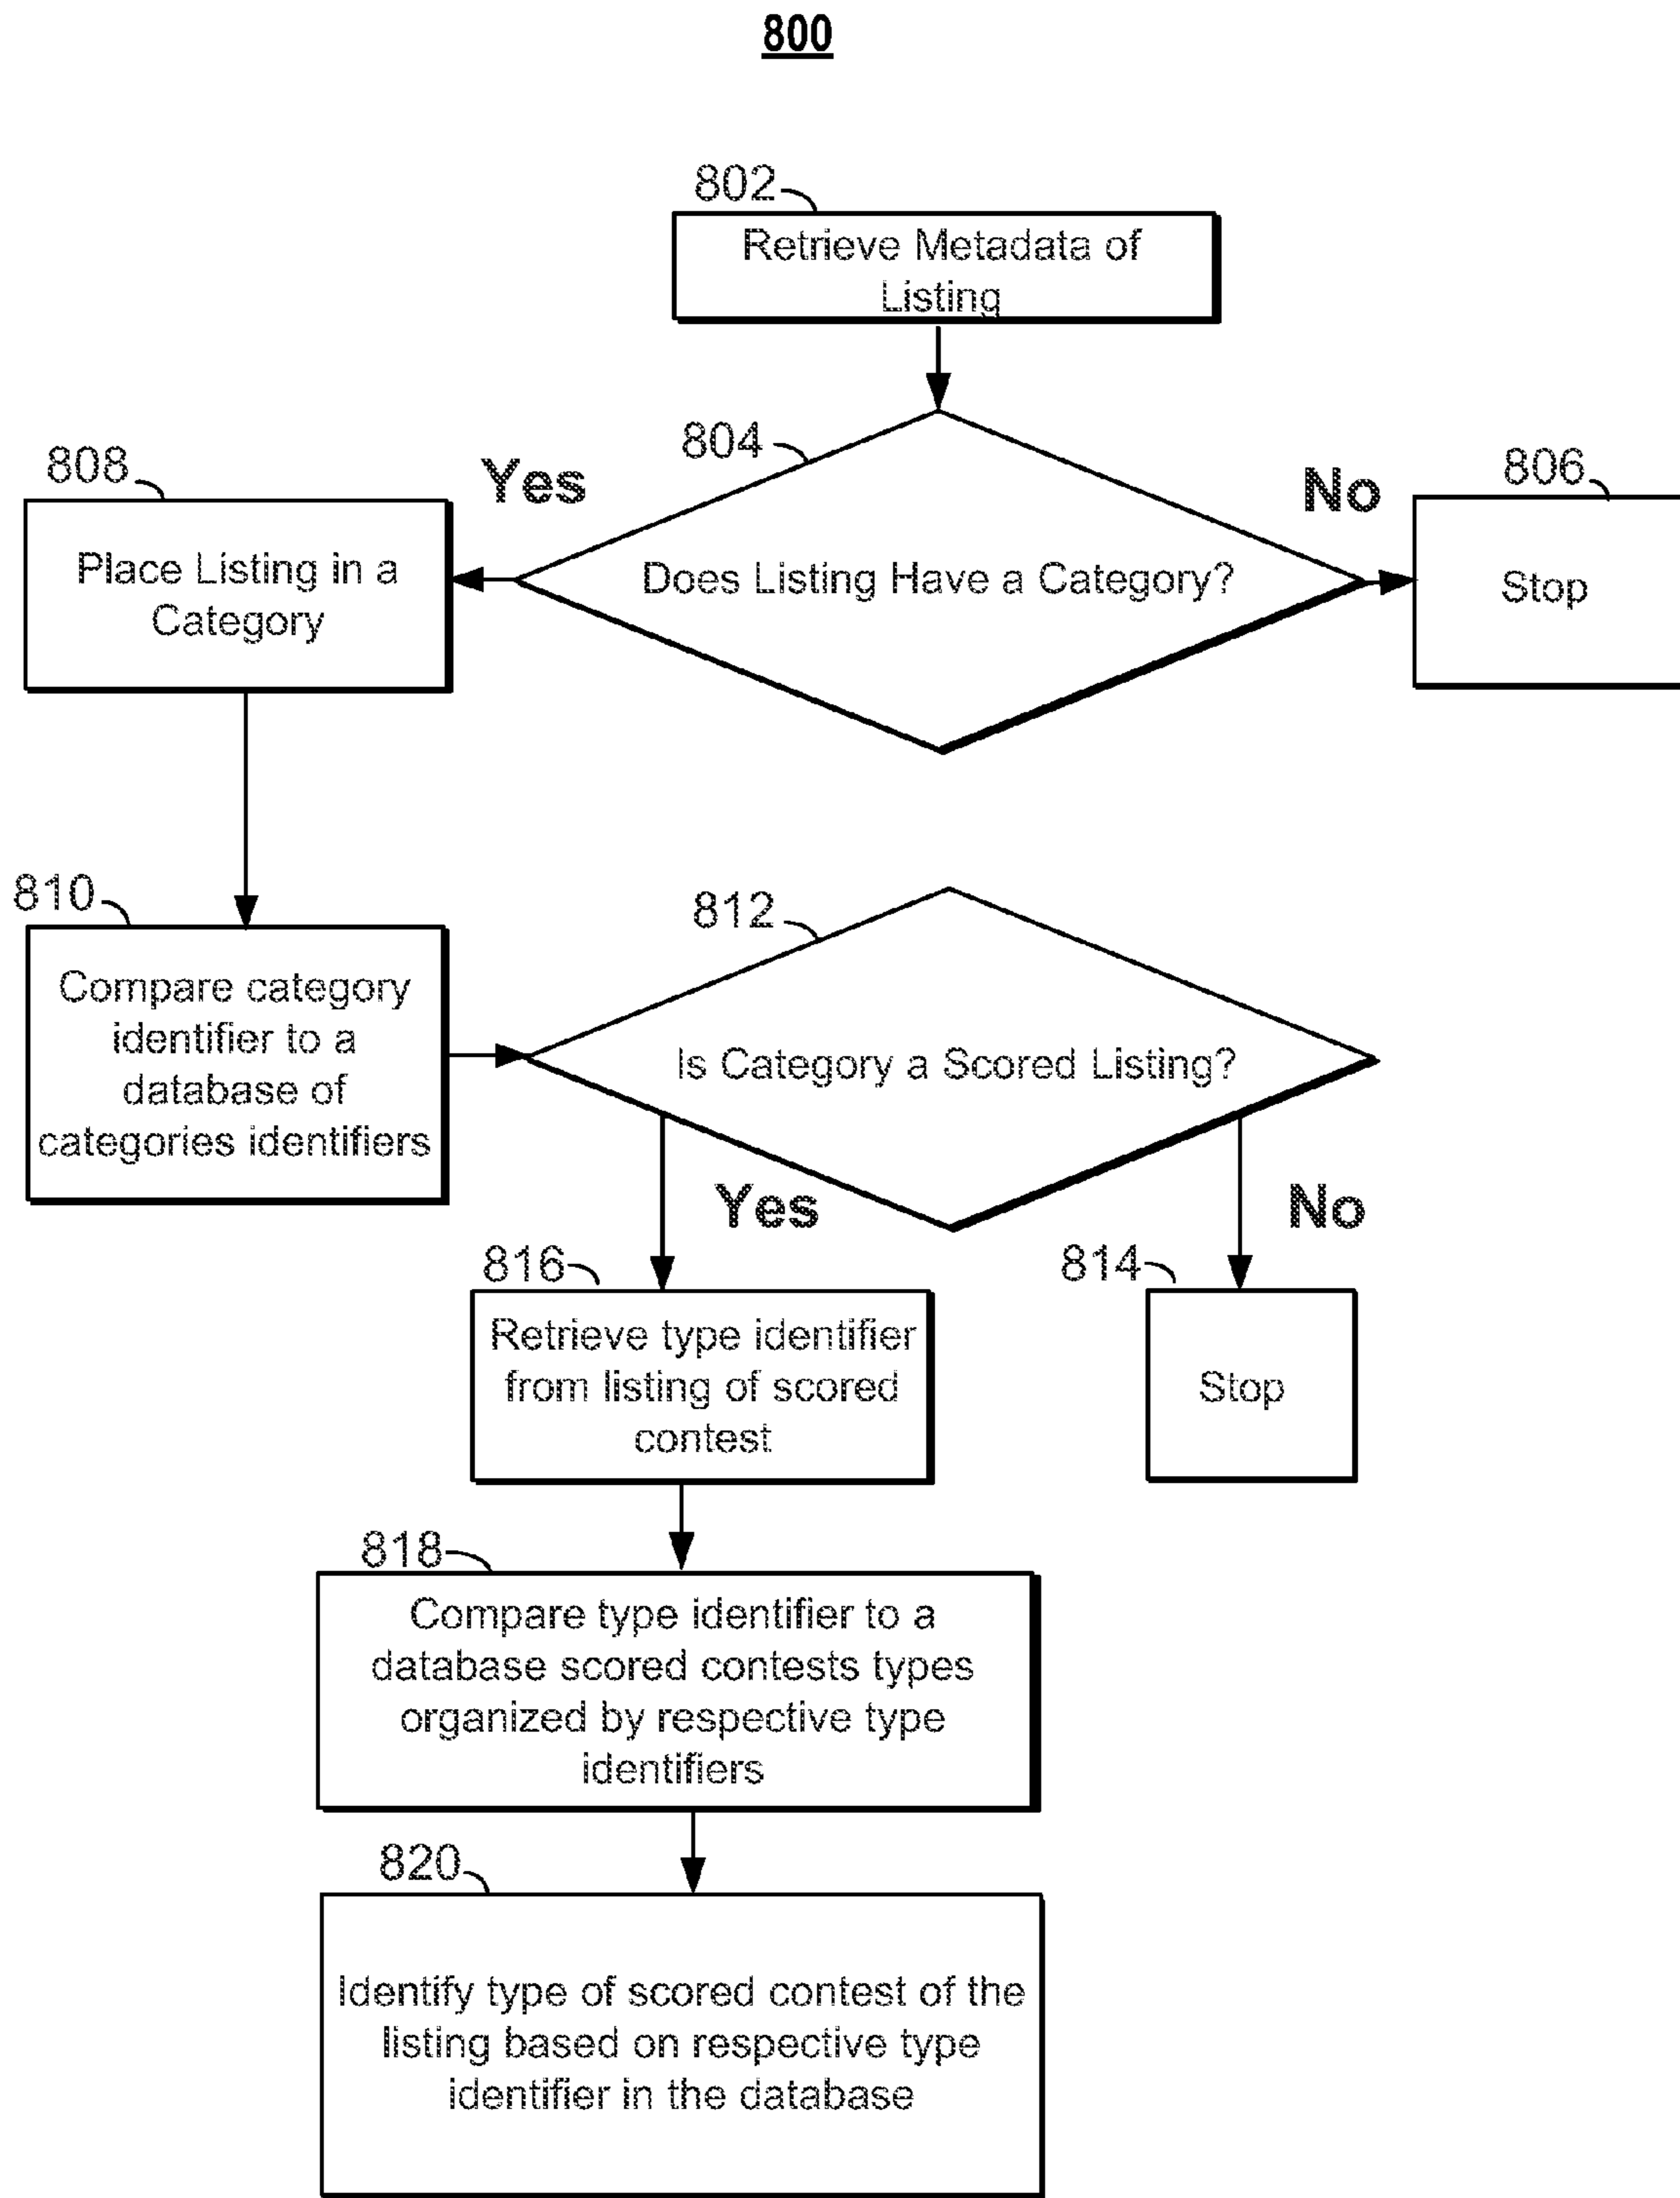 800
802
Retrieve Metadata of
Listing
804
Yes
No
Does Listing Have a Category?
806
Stop
808
Place Listing in a
Category
810
Compare category
identifier to a
database of
categories identifiers
812
Is Category a Scored Listing?
Yes
No
814
Stop
816
Retrieve type identifier
from listing of scored
contest
818
Compare type identifier to a
database scored contests types
organized by respective type
identifiers
820
Identify type of scored contest of the
listing based on respective type
identifier in the database